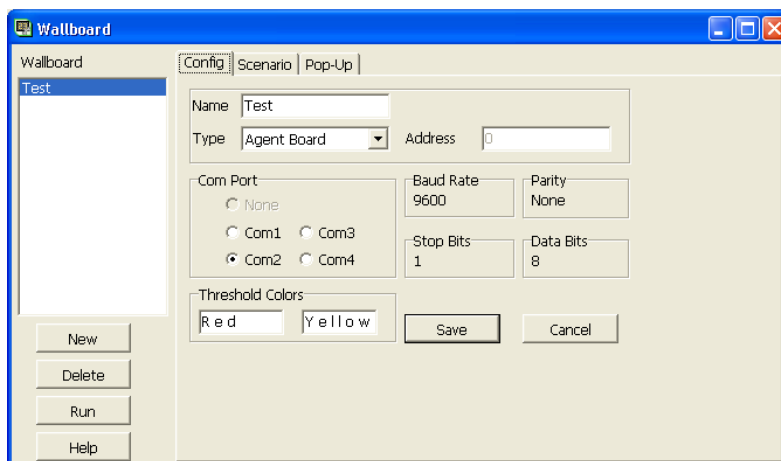 Wallboard
Wallboard
Test
New
Delete
Run
Help
Config Scenario Pop-Up
Name Test
Type Agent Board Address 0
Com Port
None
Com1 Com3
Com2 Com4
Baud Rate
9600
Parity
None
Stop Bits
1
Data Bits
8
Threshold Colors
Red Yellow
Save Cancel